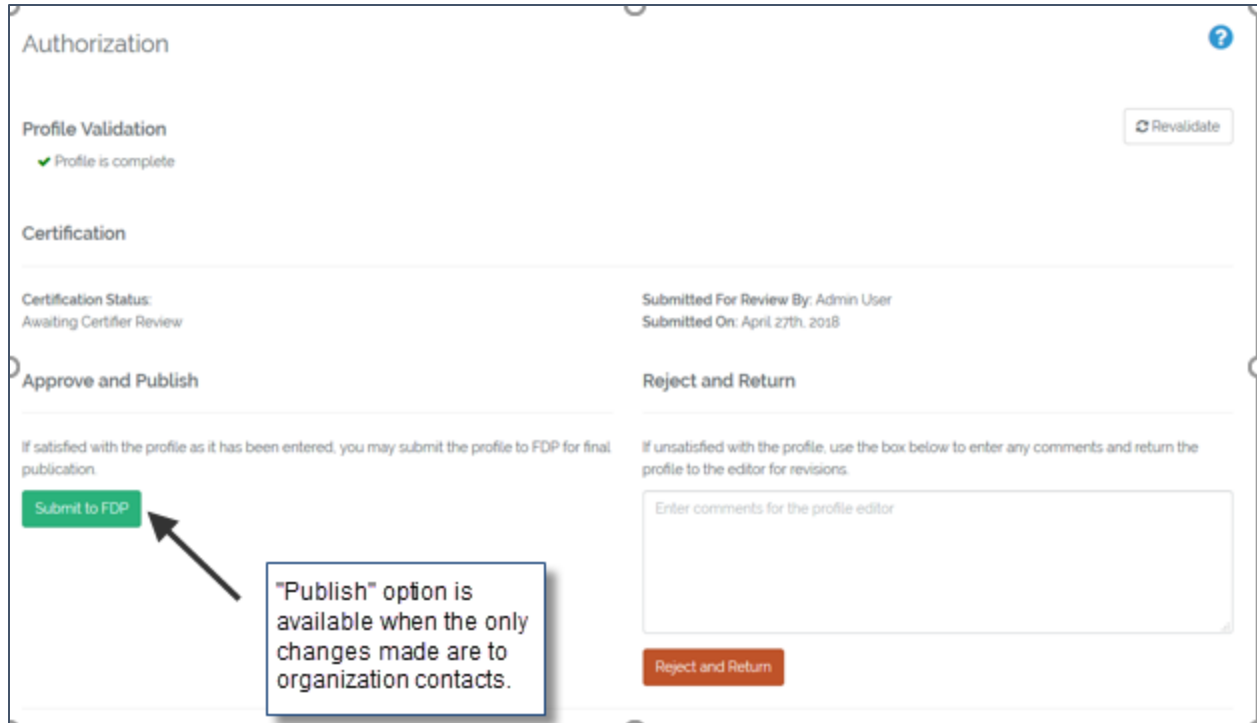 Authorization
Profile Validation
Revalidate
Profile is complete
Certification
Certification Status:
Awaiting Certifier Review
Submitted For Review By: Admin User
Submitted On: April 27th, 2018
Approve and Publish
If satisfied with the profile as it has been entered, you may submit the profile to FDP for final
publication.
Submit to FDP
"Publish" option is
available when the only
changes made are to
organization contacts.
Reject and Return
If unsatisfied with the profile, use the box below to enter any comments and return the
profile to the editor for revisions.
Enter comments for the profile editor
Reject and Return